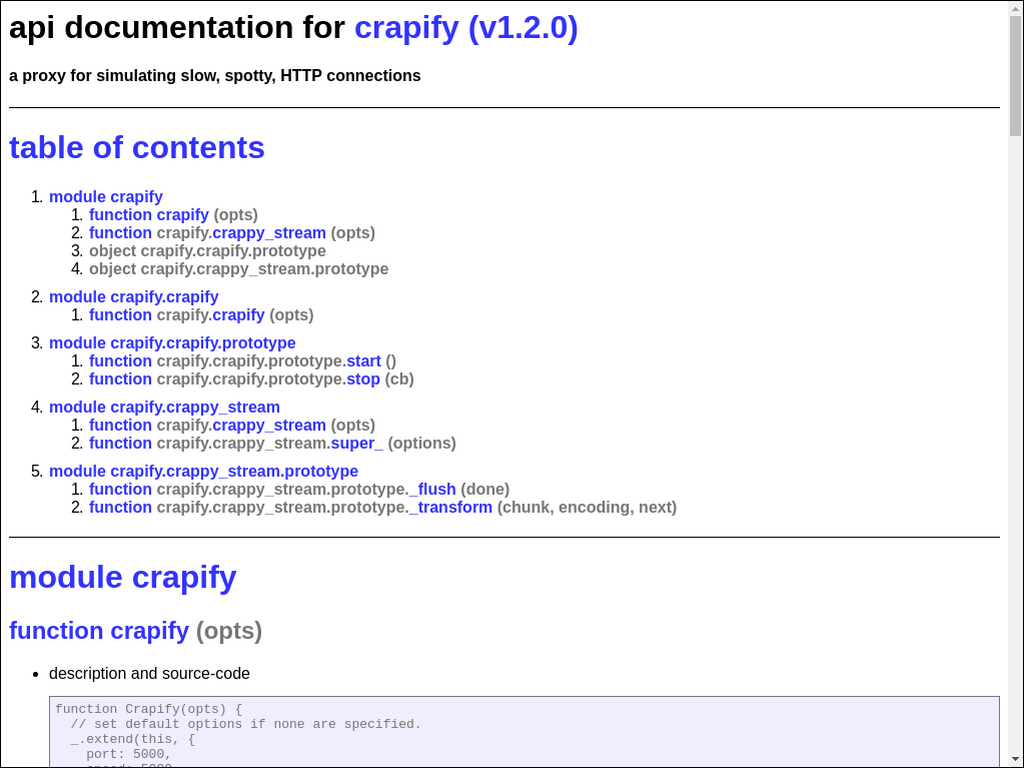 api documentation for crapify (v1.2.0)
a proxy for simulating slow, spotty, HTTP connections
table of contents
1. module crapify
1. function crapify (opts)
2. function crapify.crappy_stream (opts)
3. object crapify.crapify.prototype
4. object crapify.crappy_stream.prototype
2. module crapify.crapify
1. function crapify.crapify (opts)
3. module crapify.crapify.prototype
1. function crapify.crapify.prototype.start ()
2. function crapify.crapify.prototype.stop (cb)
4. module crapify.crappy_stream
1. function crapify.crappy_stream (opts)
2. function crapify.crappy_stream.super_ (options)
5. module crapify.crappy_stream.prototype
1. function crapify.crappy_stream.prototype._flush (done)
2. function crapify.crappy_stream.prototype._transform (chunk, encoding, next)
module crapify
function crapify (opts)
• description and source-code
function Crapify(opts) {
// set default options if none are specified.
_.extend(this, {
port: 5000,